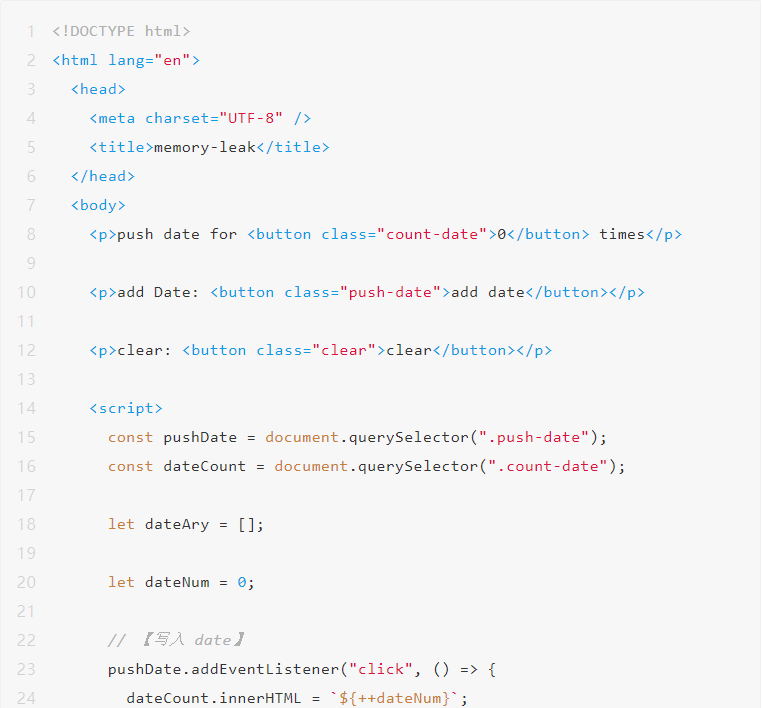 1 <!DOCTYPE html>
2 <html lang="en">
3   <head>
4     <meta charset="UTF-8" />
5     <title>memory-leak</title>
6   </head>
7   <body>
8     <p>push date for <button class="count-date">0</button> times</p>
9
10     <p>add Date: <button class="push-date">add date</button></p>
11
12     <p>clear: <button class="clear">clear</button></p>
13
14     <script>
15       const pushDate = document.querySelector(".push-date");
16       const dateCount = document.querySelector(".count-date");
17
18       let dateAry = [];
19
20       let dateNum = 0;
21
22       // 【写入 date】
23       pushDate.addEventListener("click", () => {
24         dateCount.innerHTML = `${++dateNum}`;